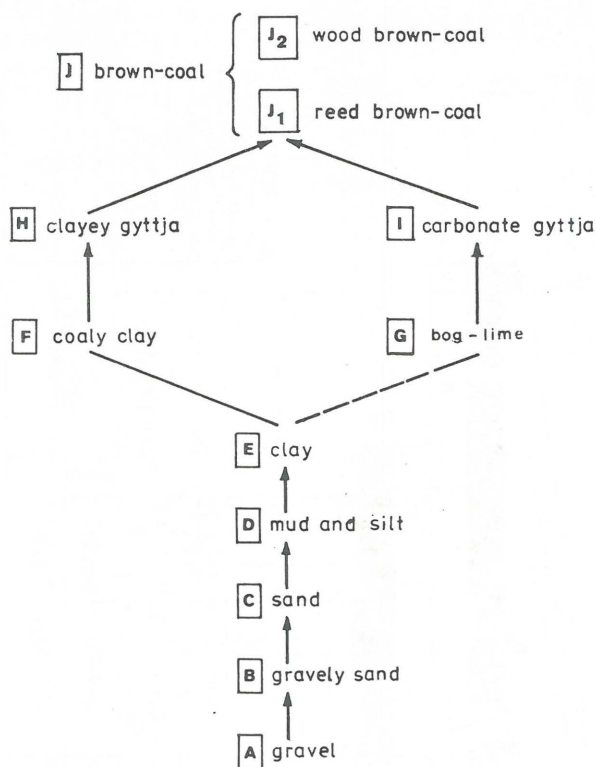 J₂ wood brown-coal
J brown-coal
J₁ reed brown-coal
H clayey gyttja
I carbonate gyttja
F coaly clay
G bog-lime
E clay
D mud and silt
C sand
B gravely sand
A gravel